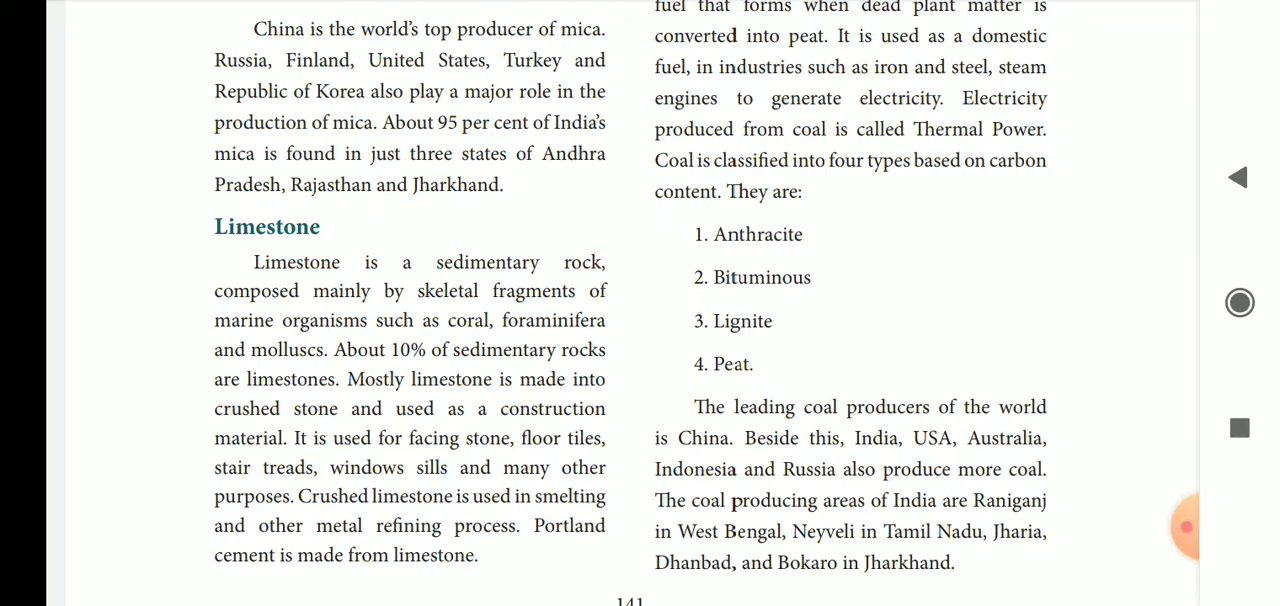 China is the world's top producer of mica.
Russia, Finland, United States, Turkey and
Republic of Korea also play a major role in the
production of mica. About 95 per cent of India's
mica is found in just three states of Andhra
Pradesh, Rajasthan and Jharkhand.
Limestone
Limestone is a sedimentary rock,
composed mainly by skeletal fragments of
marine organisms such as coral, foraminifera
and molluscs. About 10% of sedimentary rocks
are limestones. Mostly limestone is made into
crushed stone and used as a construction
material. It is used for facing stone, floor tiles,
stair treads, windows sills and many other
purposes. Crushed limestone is used in smelting
and other metal refining process. Portland
cement is made from limestone.
fuel that forms when dead plant matter is
converted into peat. It is used as a domestic
fuel, in industries such as iron and steel, steam
engines to generate electricity. Electricity
produced from coal is called Thermal Power.
Coal is classified into four types based on carbon
content. They are:
1. Anthracite
2. Bituminous
3. Lignite
4. Peat.
The leading coal producers of the world
is China. Beside this, India, USA, Australia,
Indonesia and Russia also produce more coal.
The coal producing areas of India are Raniganj
in West Bengal, Neyveli in Tamil Nadu, Jharia,
Dhanbad, and Bokaro in Jharkhand.
141